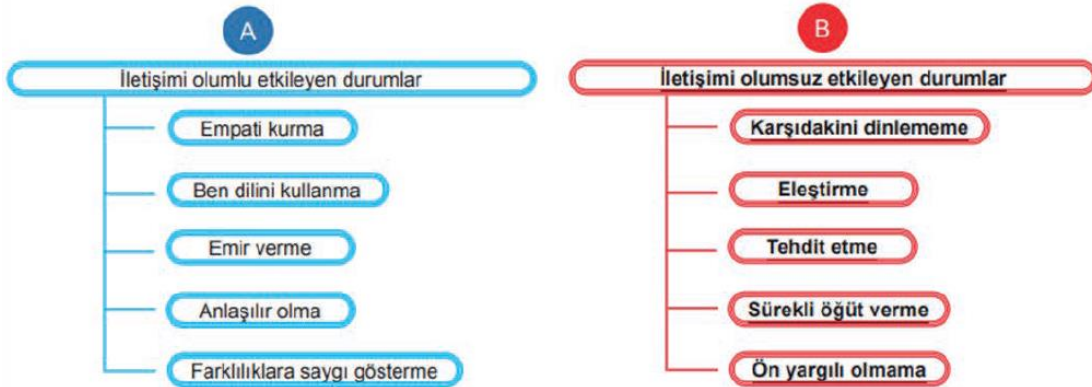 A
İletişimi olumlu etkileyen durumlar
Empati kurma
Ben dilini kullanma
Emir verme
Anlaşılır olma
Farklılıklara saygı gösterme
B
İletişimi olumsuz etkileyen durumlar
Karşıdakini dinlememe
Eleştirme
Tehdit etme
Sürekli öğüt verme
Ön yargılı olmama